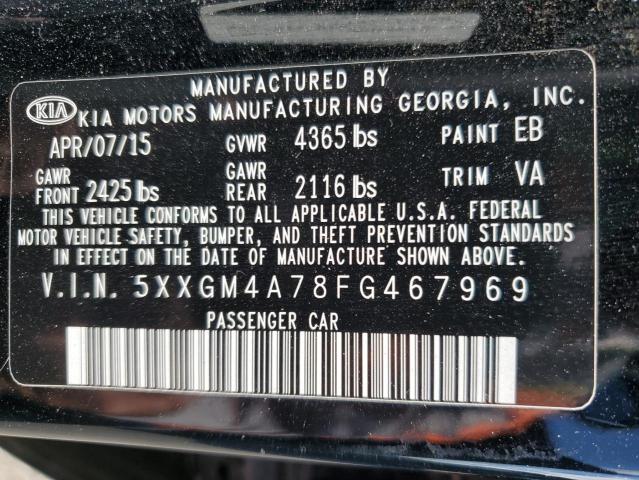 MANUFACTURED BY
KIA KIA MOTORS MANUFACTURING GEORGIA, INC.
APR/07/15 GVWR 4365 lbs PAINT EB
GAWR FRONT 2425 lbs GAWR REAR 2116 lbs TRIM VA
THIS VEHICLE CONFORMS TO ALL APPLICABLE U.S.A. FEDERAL
MOTOR VEHICLE SAFETY, BUMPER, AND THEFT PREVENTION STANDARDS
IN EFFECT ON THE DATE OF MANUFACTURE SHOWN ABOVE.
V.I.N. 5XXGM4A78FG467969
PASSENGER CAR